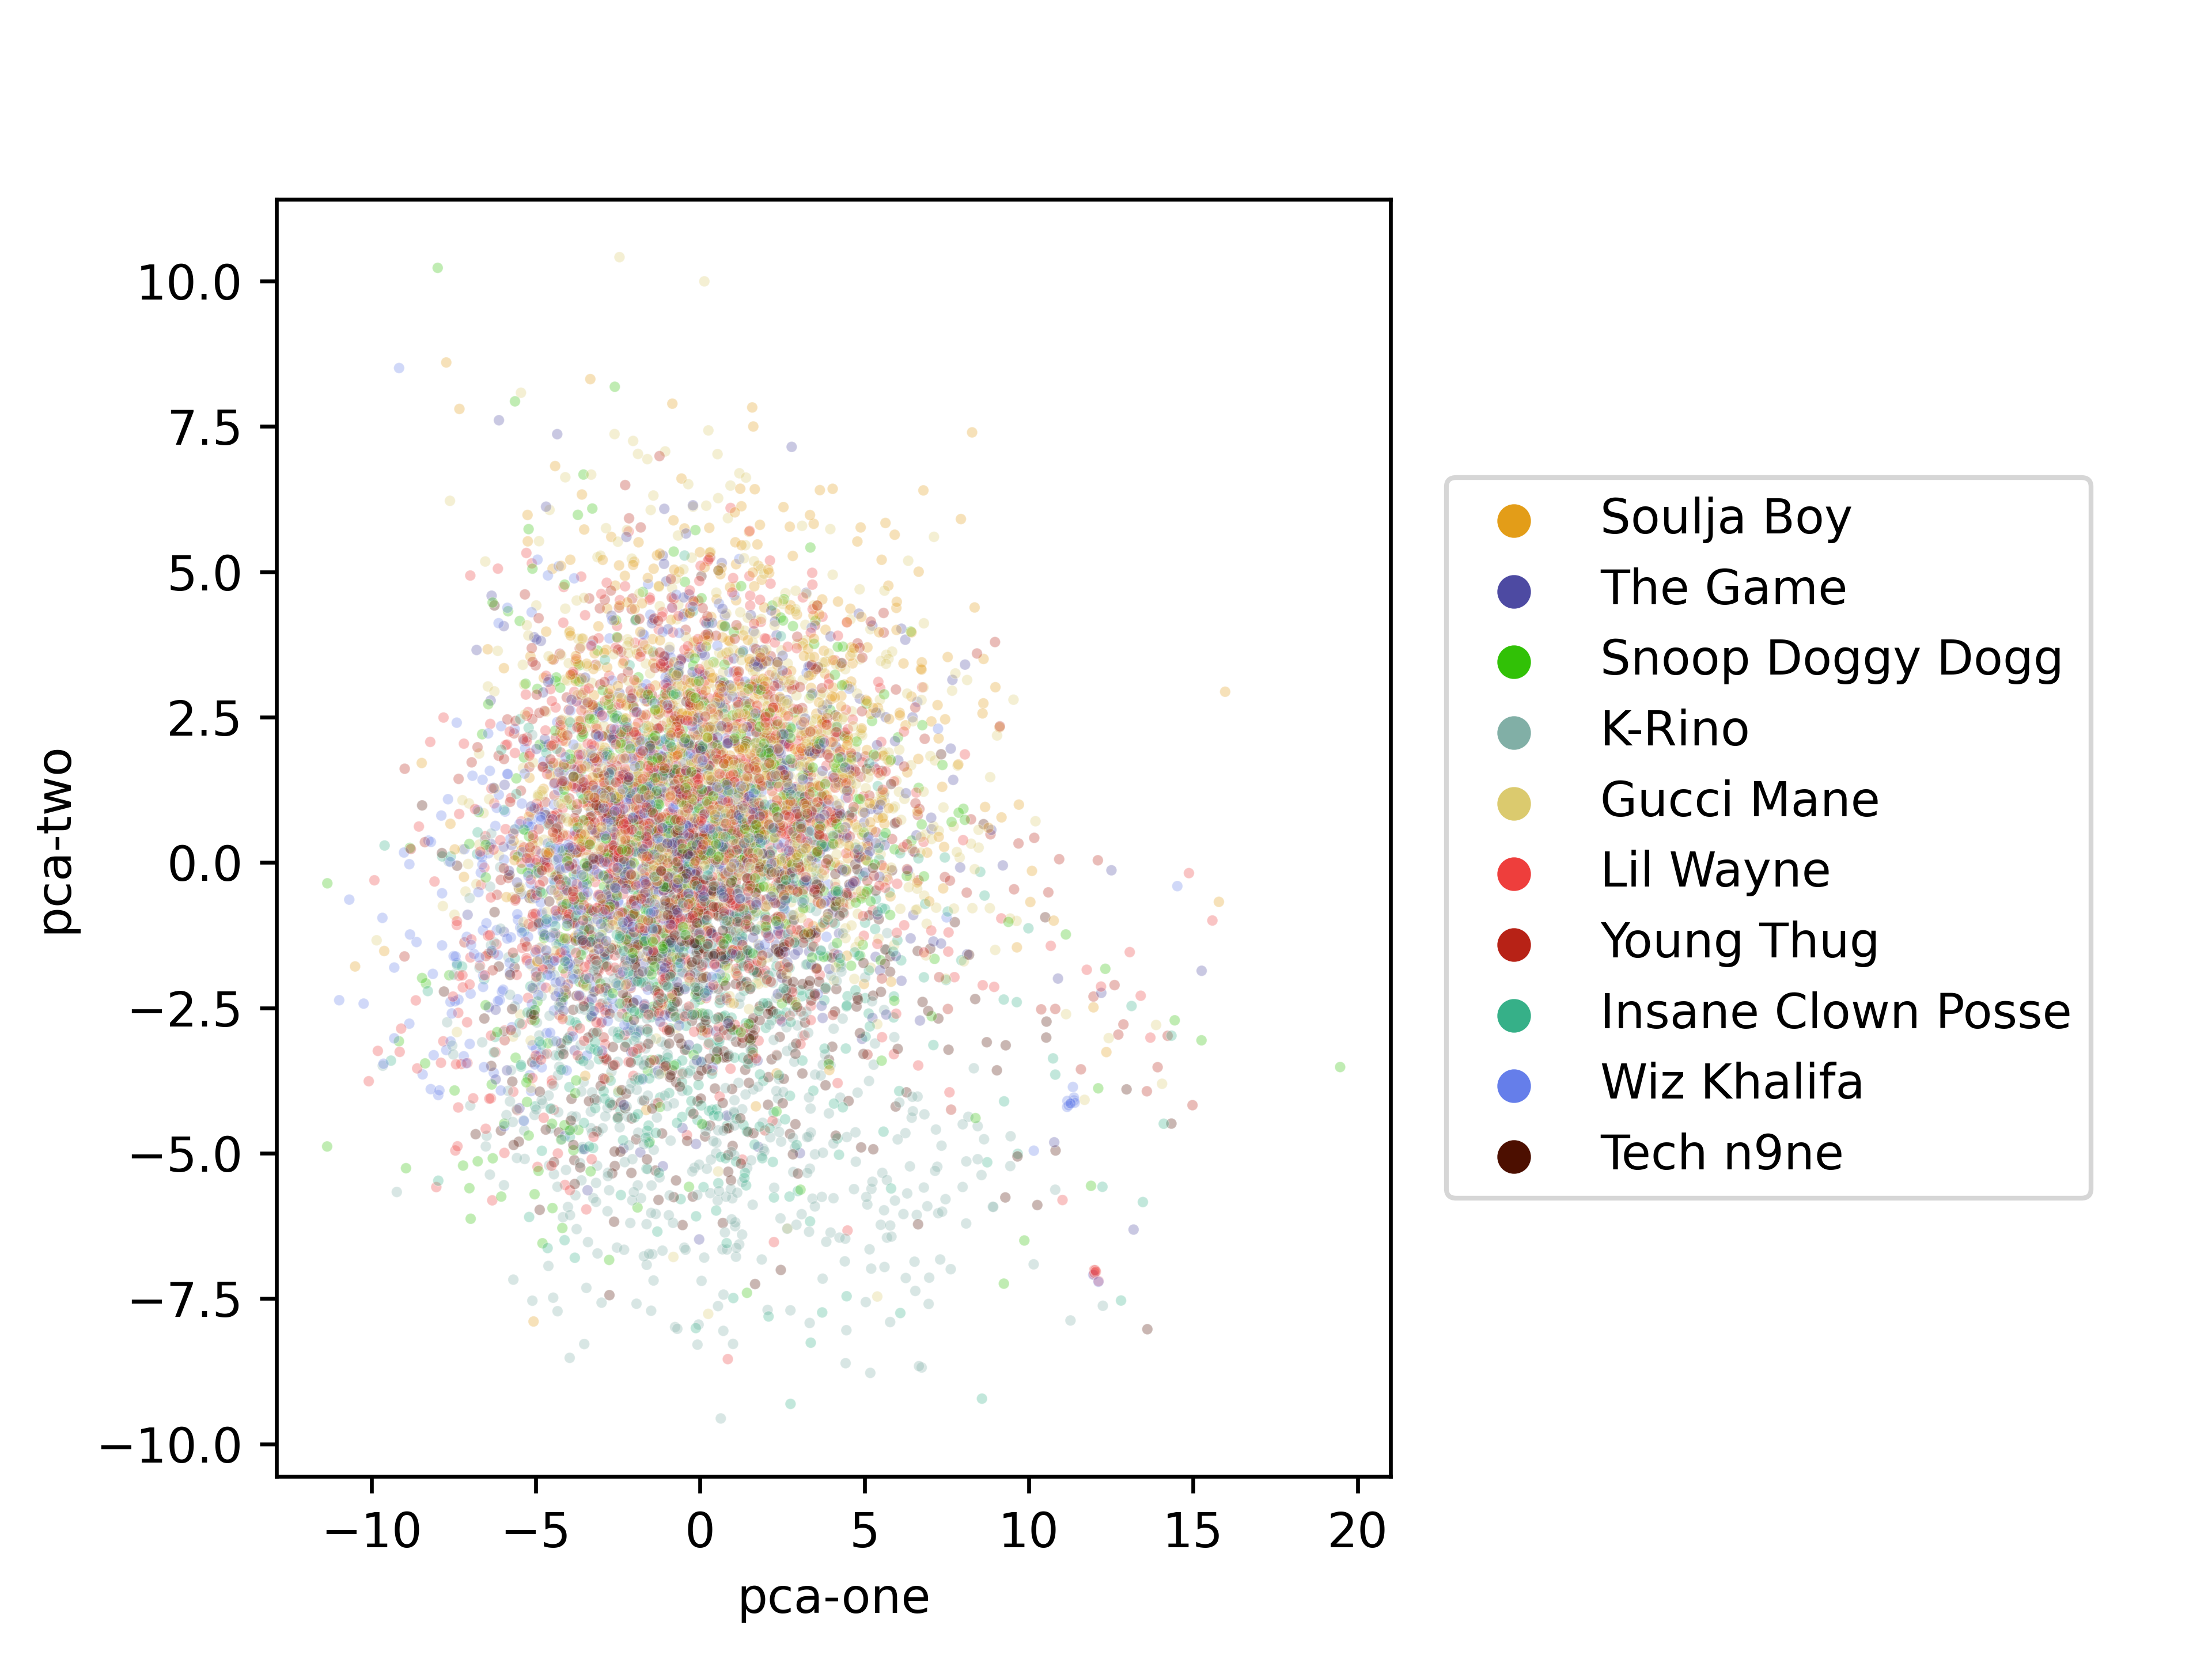 10.0
7.5
5.0
2.5
0.0
−2.5
−5.0
−7.5
−10.0
pca-two
−10 −5 0 5 10 15 20
pca-one
Soulja Boy
The Game
Snoop Doggy Dogg
K-Rino
Gucci Mane
Lil Wayne
Young Thug
Insane Clown Posse
Wiz Khalifa
Tech n9ne